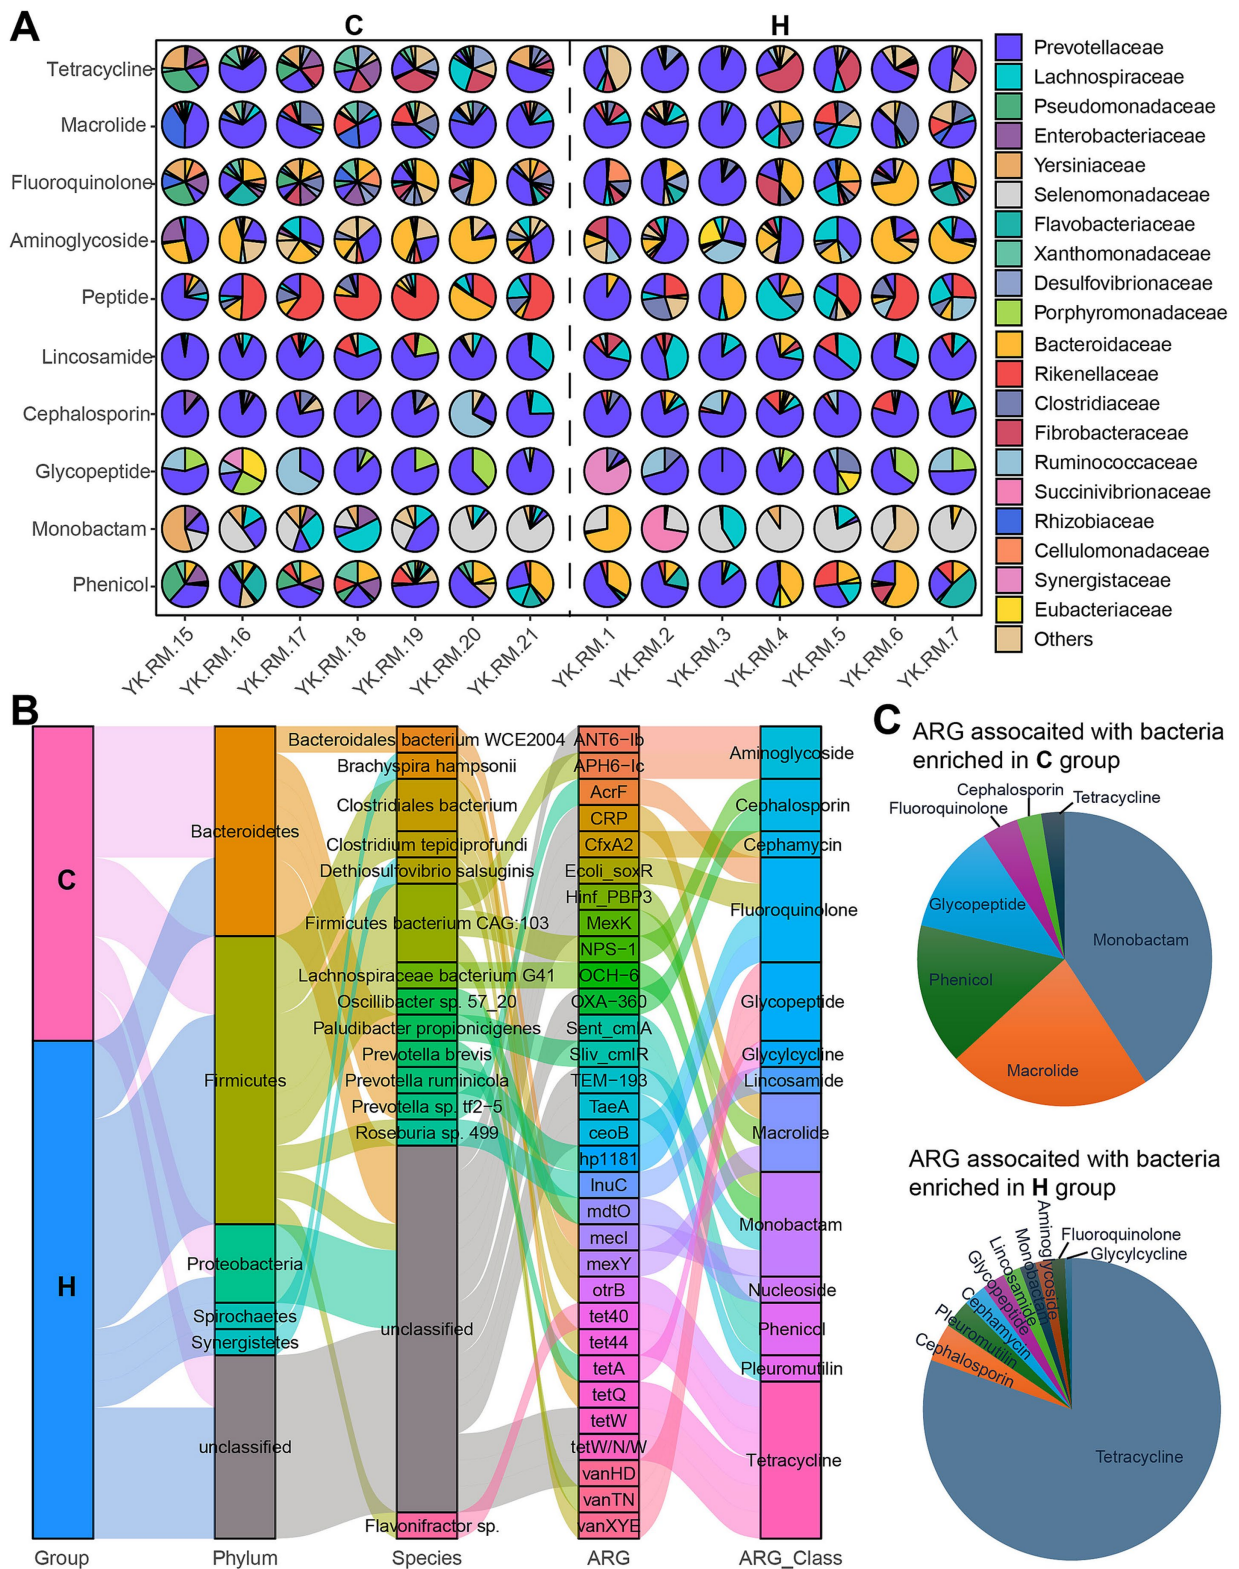 A
C
H
Tetracycline
Macrolide
Fluoroquinolone
Aminoglycoside
Peptide
Lincosamide
Cephalosporin
Glycopeptide
Monobactam
Phenicol
YK.RM.15
YK.RM.16
YK.RM.17
YK.RM.18
YK.RM.19
YK.RM.20
YK.RM.21
YK.RM.1
YK.RM.2
YK.RM.3
YK.RM.4
YK.RM.5
YK.RM.6
YK.RM.7
Prevotellaceae
Lachnospiraceae
Pseudomonadaceae
Enterobacteriaceae
Yersiniaceae
Selenomonadaceae
Flavobacteriaceae
Xanthomonadaceae
Desulfovibrionaceae
Porphyromonadaceae
Bacteroidaceae
Rikenellaceae
Clostridiaceae
Fibrobacteraceae
Ruminococcaceae
Succinivibrionaceae
Rhizobiaceae
Cellulomonadaceae
Synergistaceae
Eubacteriaceae
Others
B
C
H
Group
Bacteroidetes
Firmicutes
Proteobacteria
Spirochaetes
Synergistetes
unclassified
Phylum
Bacteroidales bacterium WCE2004
Brachyspira hampsonii
Clostridiales bacterium
Clostridium tepidiprofundi
Dethiosulfovibrio salsuginis
Firmicutes bacterium CAG:103
Lachnospiraceae bacterium G41
Oscillibacter sp. 57_20
Paludibacter propionicigenes
Prevotella brevis
Prevotella ruminicola
Prevotella sp. tf2-5
Roseburia sp. 499
unclassified
Flavonifractor sp.
Species
ANT6-Ib
APH6-Ic
AcrF
CRP
CfxA2
Ecoli_soxR
Hinf_PBP3
MexK
NPS-1
OCH-6
OXA-360
Sent_cmlA
Sliv_cmlR
TEM-193
TaeA
ceoB
hp1181
lnuC
mdtO
mecI
mexY
otrB
tet40
tet44
tetA
tetQ
tetW
tetW/N/W
vanHD
vanTN
vanXYE
ARG
Aminoglycoside
Cephalosporin
Cephamycin
Fluoroquinolone
Glycopeptide
Glycylcycline
Lincosamide
Macrolide
Monobactam
Nucleoside
Phenicol
Pleuromutilin
Tetracycline
ARG_Class
C
ARG assocaited with bacteria
enriched in C group
Cephalosporin
Fluoroquinolone
Tetracycline
Glycopeptide
Monobactam
Phenicol
Macrolide
ARG assocaited with bacteria
enriched in H group
Aminoglycoside
Fluoroquinolone
Glycylcycline
Monobactam
Lincosamide
Glycopeptide
Cephamycin
Pleuromutilin
Cephalosporin
Tetracycline